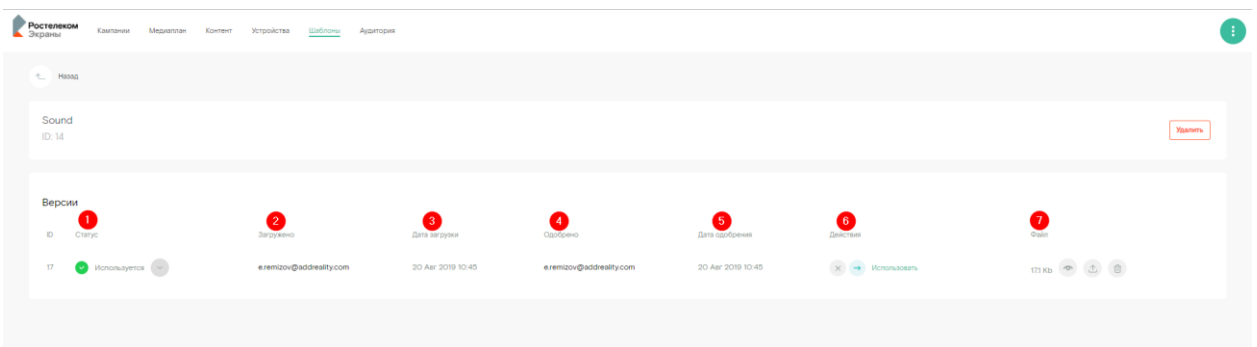 Ростелеком
Экраны
Кампании Медиаплан Контент Устройства Шаблоны Аудитория
Назад
Sound
ID: 14
Удалить
Версии
1 2 3 4 5 6 7
ID Статус Загружено Дата загрузки Одобрено Дата одобрения Действия Файл
17 Используется e.remizov@addreality.com 20 Авг 2019 10:45 e.remizov@addreality.com 20 Авг 2019 10:45 Использовать 171 Kb